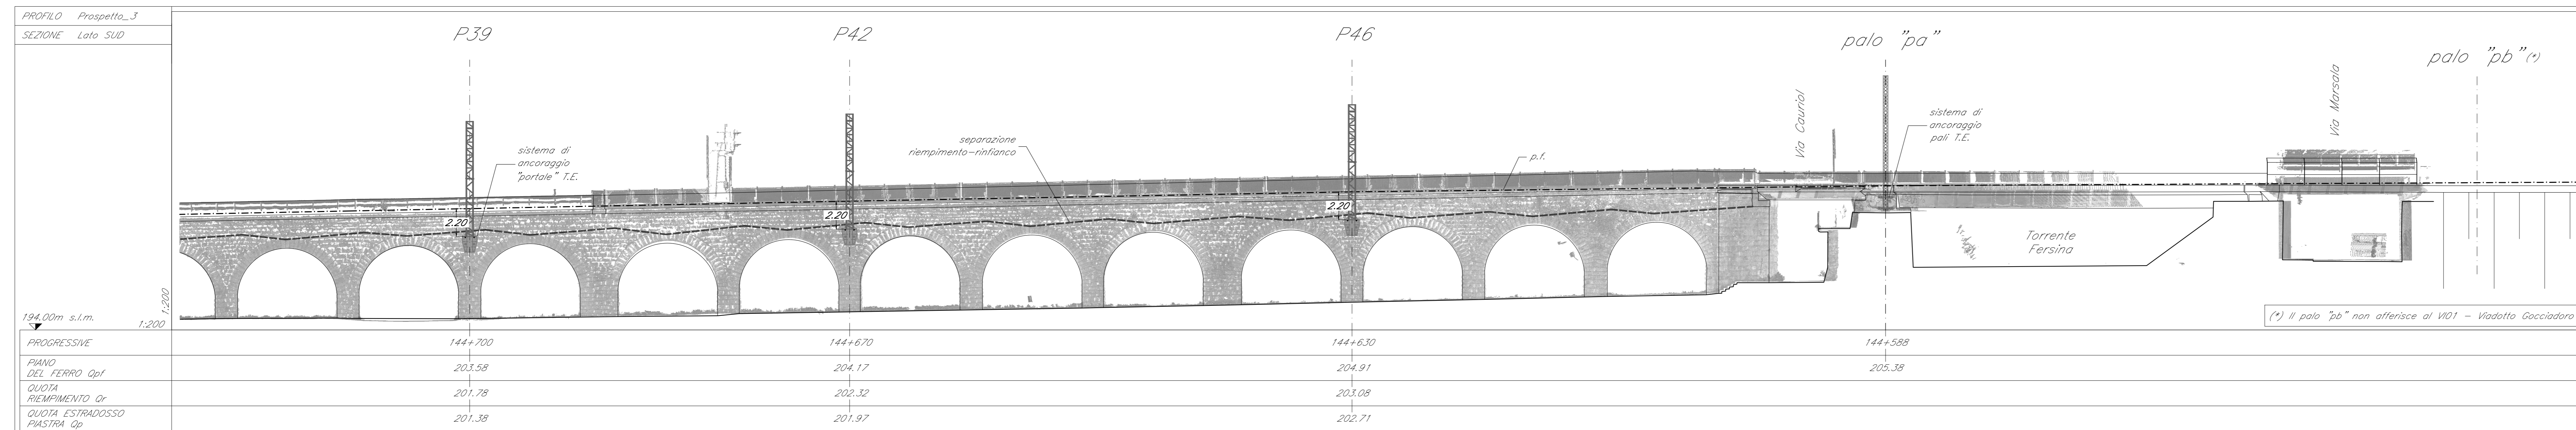 PROFILO Prospetto_3
SEZIONE Lato SUD
P39
P42
P46
palo "pa"
palo "pb" (*)
Via Cauriol
Via Marsala
sistema di
ancoraggio
"portale" T.E.
separazione
riempimento-rinfianco
p.f.
sistema di
ancoraggio
pali T.E.
2.20
2.20
2.20
Torrente
Fersina
194.00m s.l.m.
1:200
1:200
(*) Il palo "pb" non afferisce al VI01 - Viadotto Gocciadoro
PROGRESSIVE 144+700 144+670 144+630 144+588
PIANO
DEL FERRO Qpf 203.58 204.17 204.91 205.38
QUOTA
RIEMPIMENTO Qr 201.78 202.32 203.08
QUOTA ESTRADOSSO
PIASTRA Qp 201.38 201.97 202.71